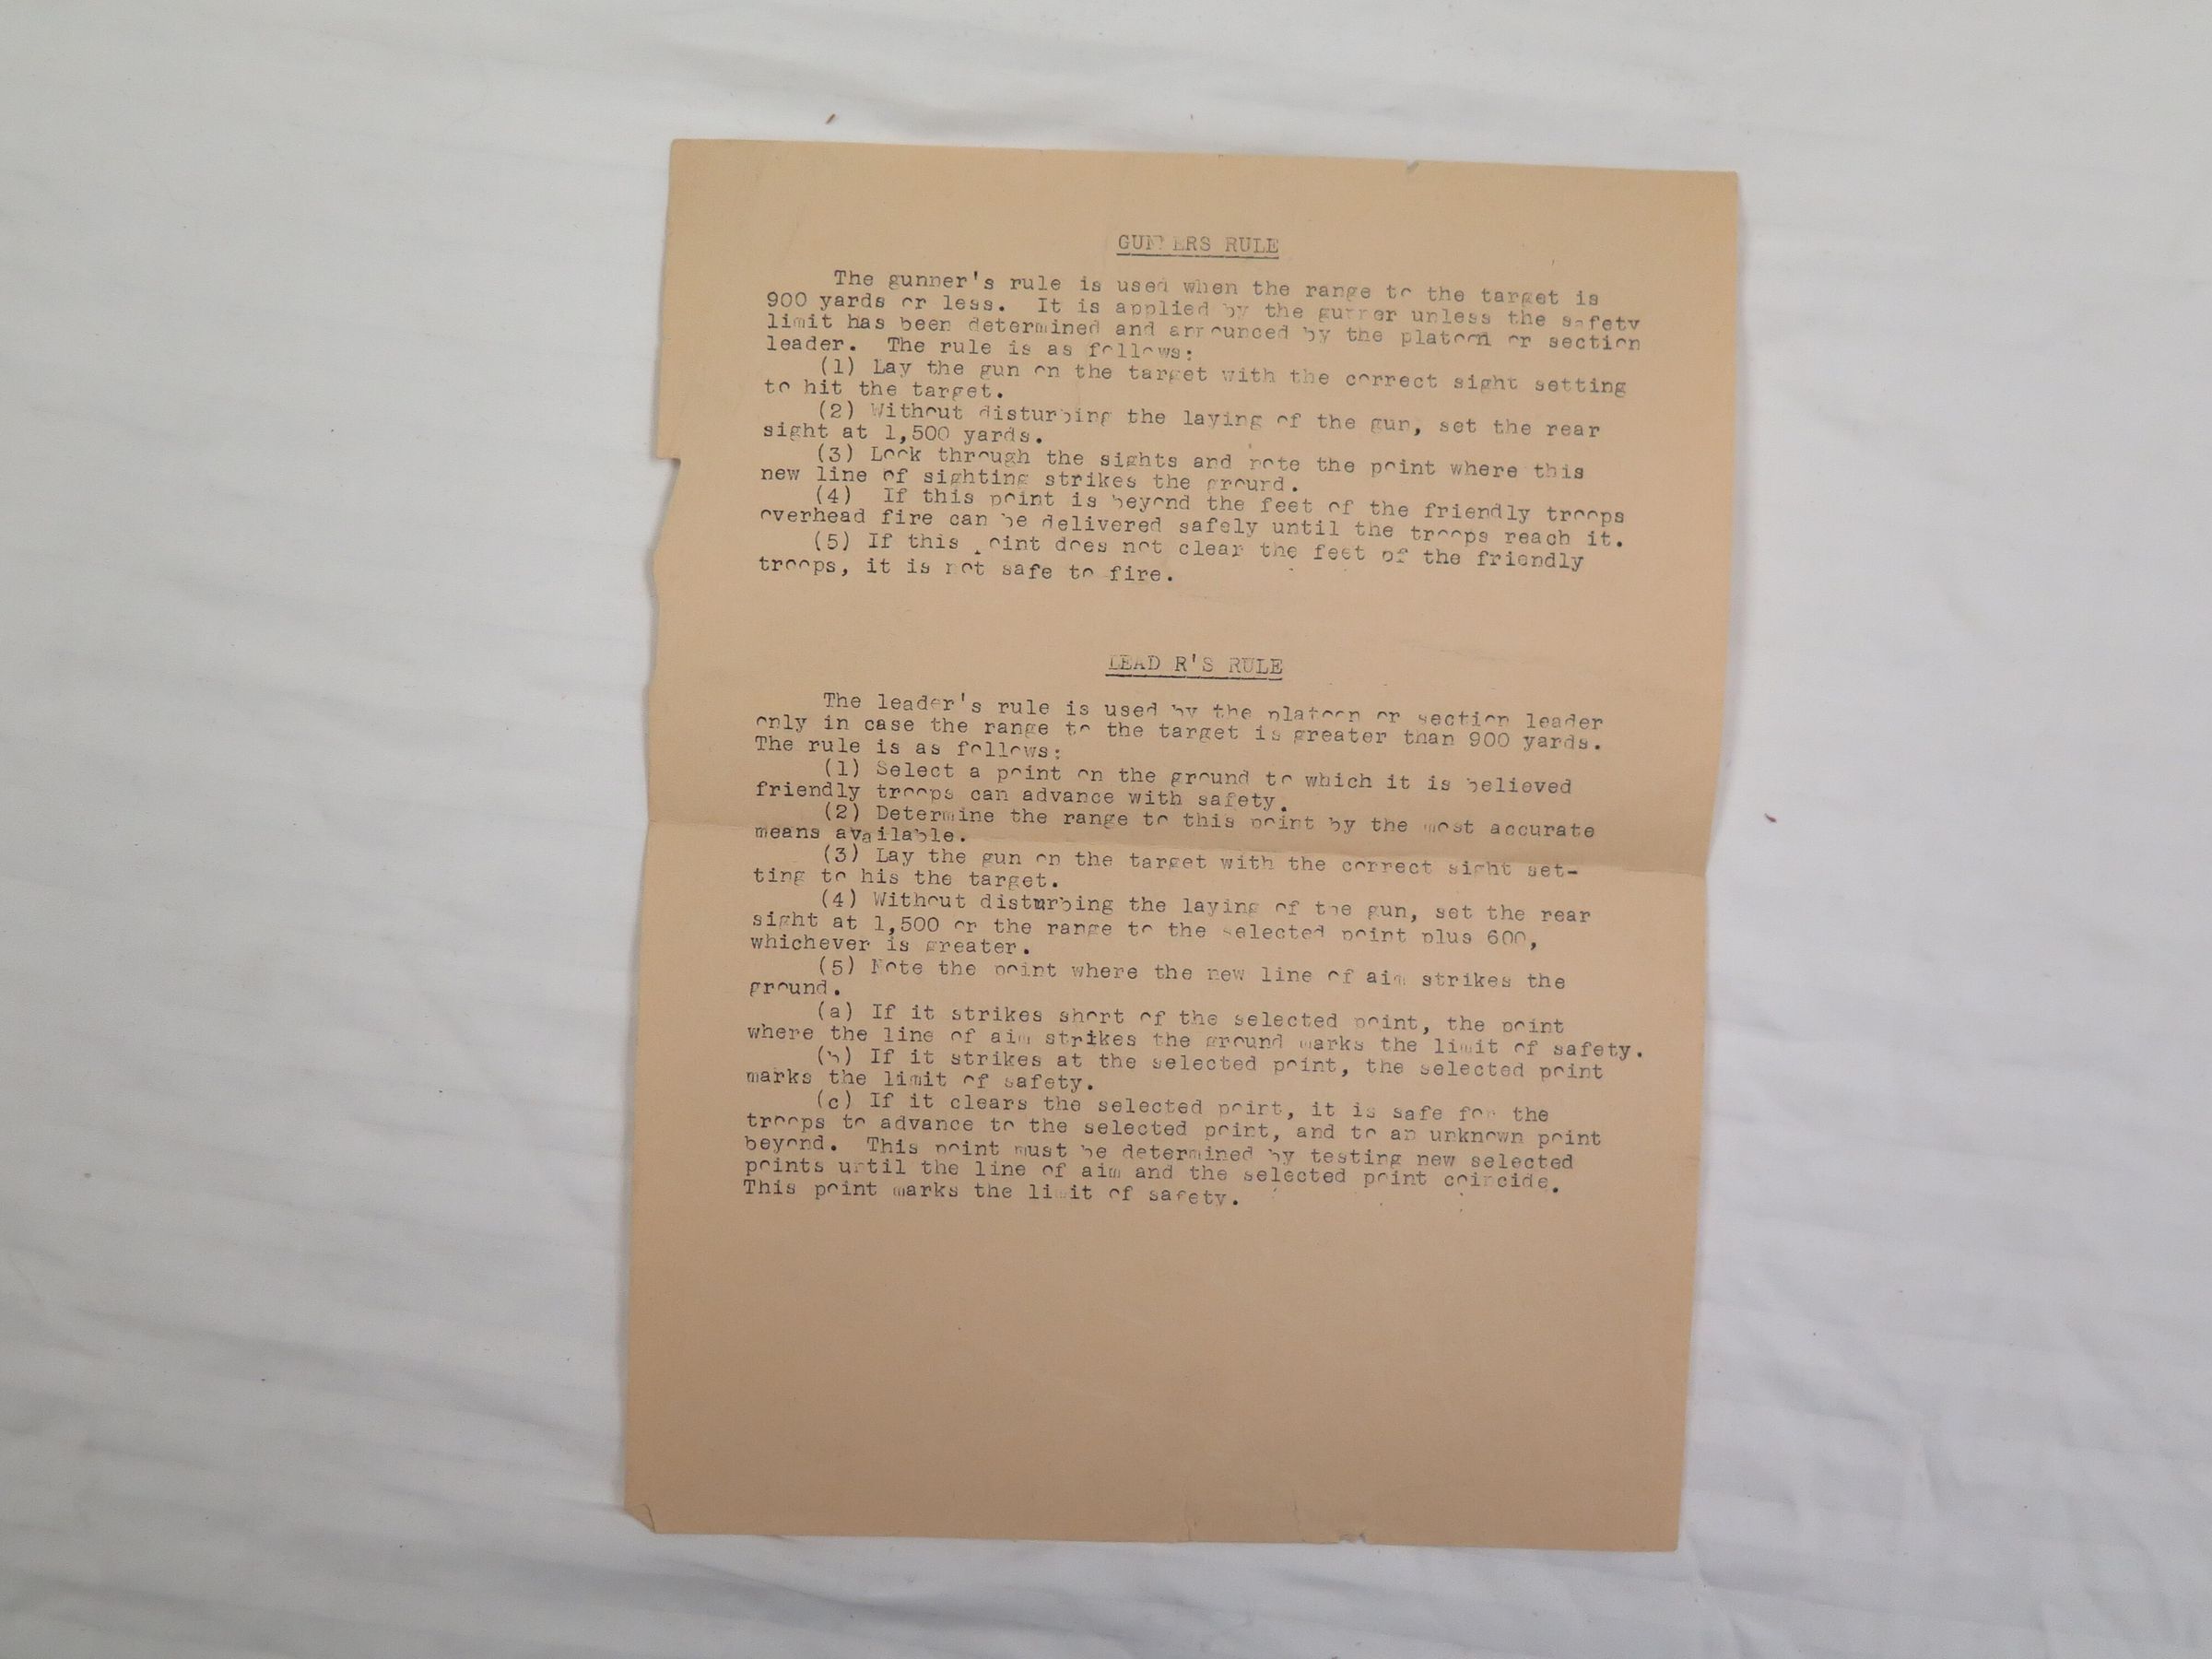 GUNNERS RULE
The gunner's rule is used when the range to the target is
900 yards or less. It is applied by the gunner unless the safety
limit has been determined and announced by the platoon or section
leader. The rule is as follows:
(1) Lay the gun on the target with the correct sight setting
to hit the target.
(2) Without disturbing the laying of the gun, set the rear
sight at 1,500 yards.
(3) Look through the sights and note the point where this
new line of sighting strikes the ground.
(4) If this point is beyond the feet of the friendly troops
overhead fire can be delivered safely until the troops reach it.
(5) If this point does not clear the feet of the friendly
troops, it is not safe to fire.
LEADER'S RULE
The leader's rule is used by the platoon or section leader
only in case the range to the target is greater than 900 yards.
The rule is as follows:
(1) Select a point on the ground to which it is believed
friendly troops can advance with safety.
(2) Determine the range to this point by the most accurate
means available.
(3) Lay the gun on the target with the correct sight set-
ting to his the target.
(4) Without disturbing the laying of the gun, set the rear
sight at 1,500 or the range to the selected point plus 600,
whichever is greater.
(5) Note the point where the new line of aim strikes the
ground.
(a) If it strikes short of the selected point, the point
where the line of aim strikes the ground marks the limit of safety.
(b) If it strikes at the selected point, the selected point
marks the limit of safety.
(c) If it clears the selected point, it is safe for the
troops to advance to the selected point, and to an unknown point
beyond. This point must be determined by testing new selected
points until the line of aim and the selected point coincide.
This point marks the limit of safety.